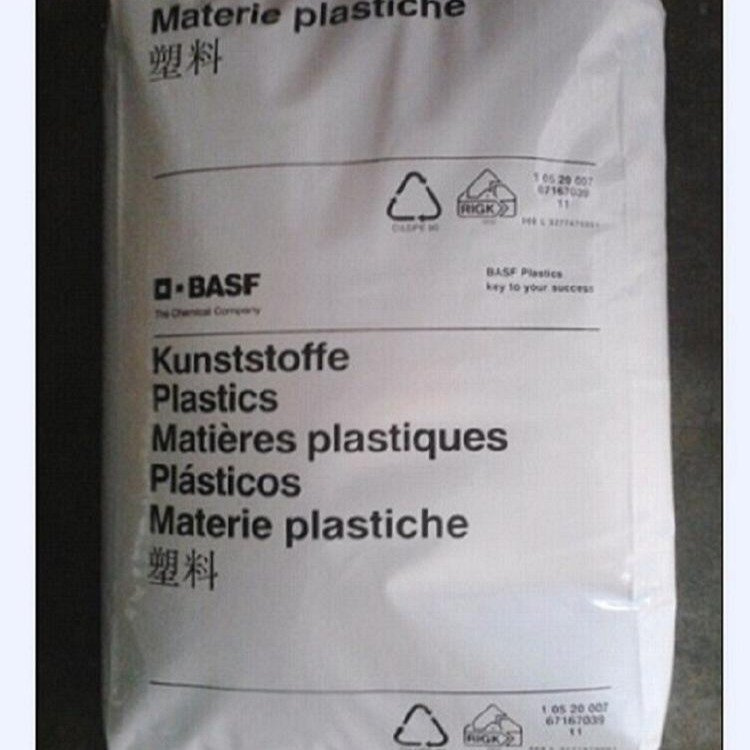 Materie plastiche
塑料
RIGK
1 05 20 007
67167039
11
BASF
The Chemical Company
BASF Plastics
key to your success
Kunststoffe
Plastics
Matières plastiques
Plásticos
Materie plastiche
塑料
RIGK
1 05 20 007
67167039
11